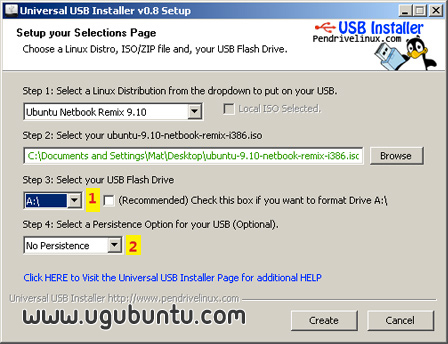 Universal USB Installer v0.8 Setup
Setup your Selections Page
Choose a Linux Distro, ISO/ZIP file and, your USB Flash Drive.
USB Installer
Pendrivelinux.com
Step 1: Select a Linux Distribution from the dropdown to put on your USB.
Ubuntu Netbook Remix 9.10
Local ISO Selected.
Step 2: Select your ubuntu-9.10-netbook-remix-i386.iso
C:\Documents and Settings\Mat\Desktop\ubuntu-9.10-netbook-remix-i386.iso
Browse
Step 3: Select your USB Flash Drive
A:\
1
(Recommended) Check this box if you want to format Drive A:\
Step 4: Select a Persistence Option for your USB (Optional).
No Persistence
2
Click HERE to Visit the Universal USB Installer Page for additional HELP
Universal USB Installer http://www.pendrivelinux.com
www.ugubuntu.com
Create
Cancel